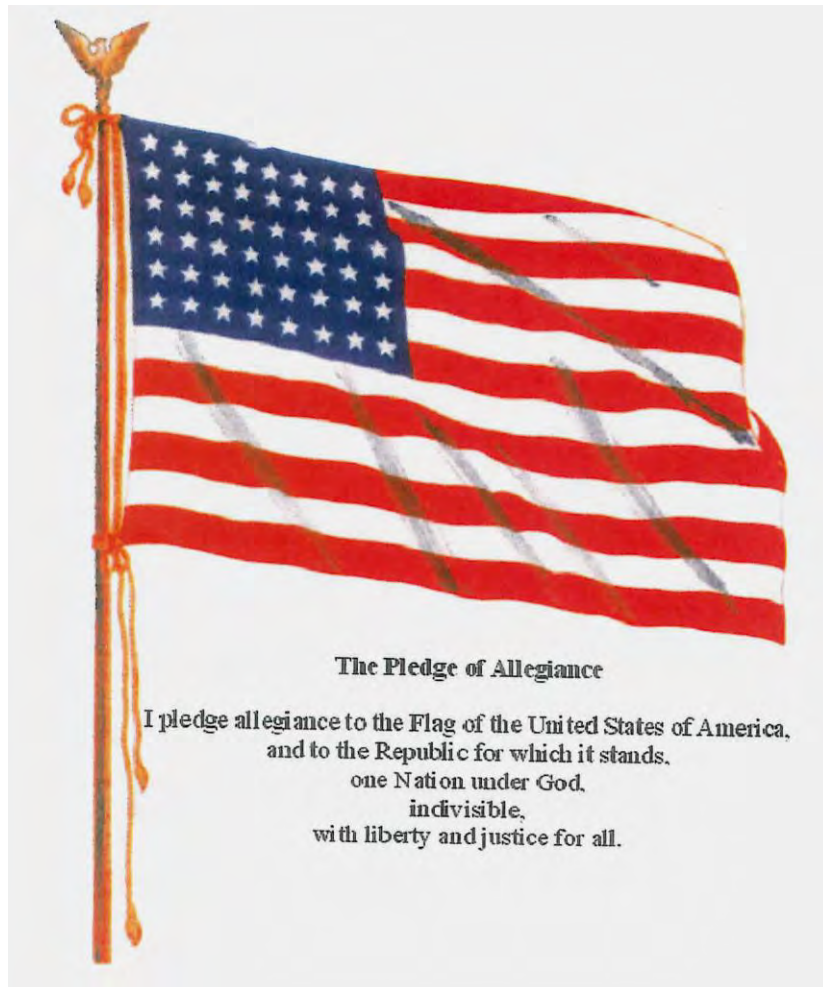 The Pledge of Allegiance
I pledge allegiance to the Flag of the United States of America,
and to the Republic for which it stands,
one Nation under God,
indivisible,
with liberty and justice for all.